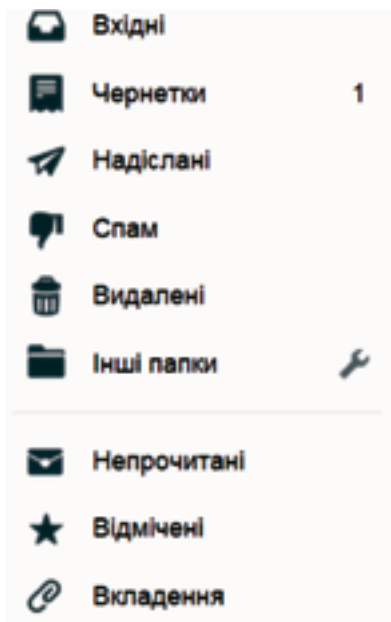 Вхідні
Чернетки 1
Надіслані
Спам
Видалені
Інші папки
Непрочитані
Відмічені
Вкладення